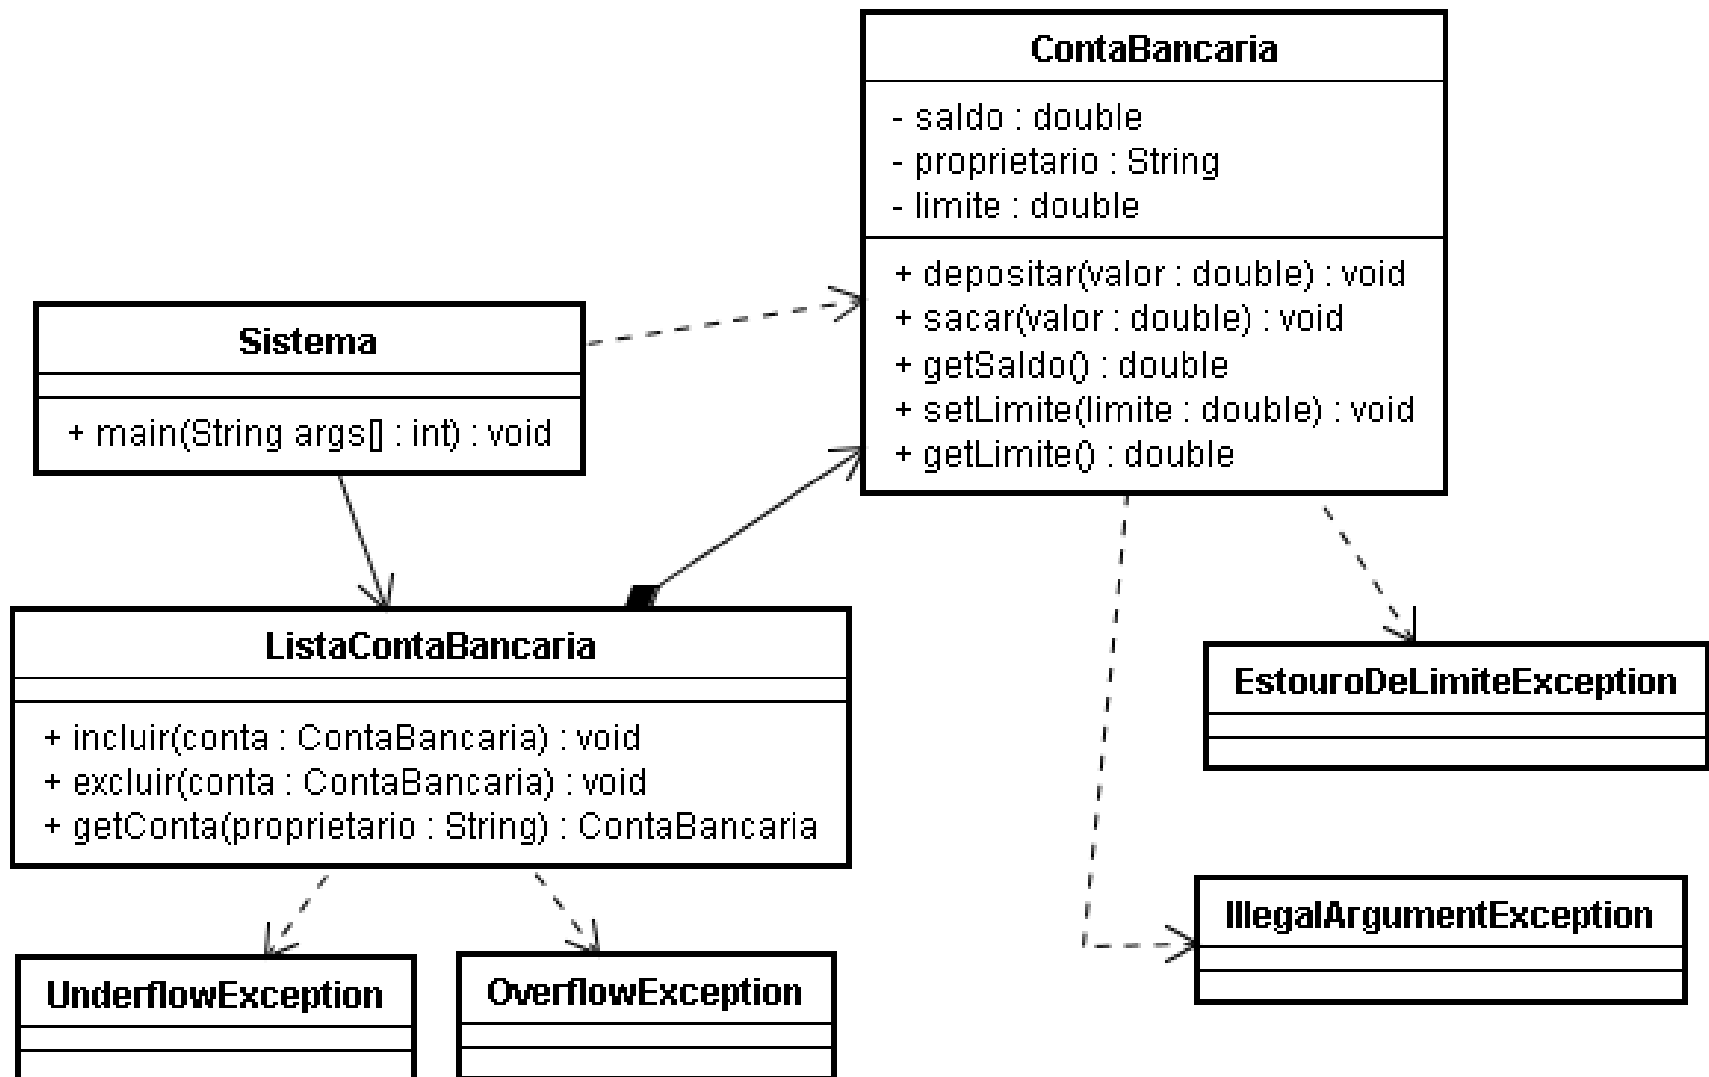 ContaBancaria
- saldo : double
- proprietario : String
- limite : double
+ depositar(valor : double) : void
+ sacar(valor : double) : void
+ getSaldo() : double
+ setLimite(limite : double) : void
+ getLimite() : double
Sistema
+ main(String args[] : int) : void
ListaContaBancaria
+ incluir(conta : ContaBancaria) : void
+ excluir(conta : ContaBancaria) : void
+ getConta(proprietario : String) : ContaBancaria
EstouroDeLimiteException
IllegalArgumentException
UnderflowException
OverflowException